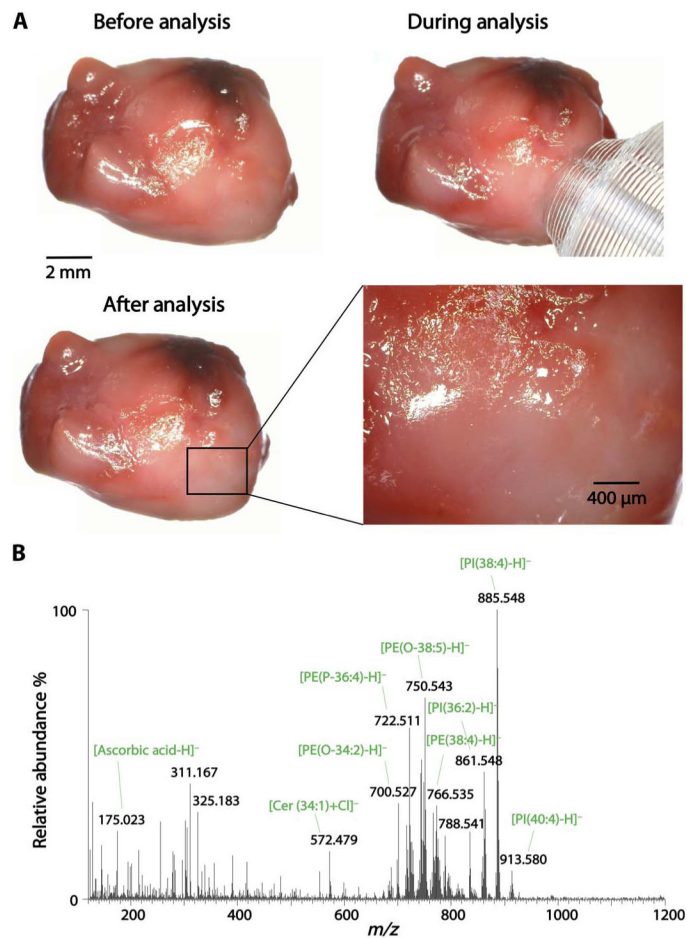 A
Before analysis
During analysis
2 mm
After analysis
400 µm
B
[PI(38:4)-H]⁻
885.548
100
[PE(O-38:5)-H]⁻
[PE(P-36:4)-H]⁻
750.543
[PI(36:2)-H]⁻
722.511
[Ascorbic acid-H]⁻
[PE(O-34:2)-H]⁻
[PE(38:4)-H]⁻
861.548
311.167
700.527
766.535
325.183
[Cer (34:1)+Cl]⁻
175.023
788.541
[PI(40:4)-H]⁻
572.479
913.580
Relative abundance %
0
200
400
600
800
1000
1200
m/z